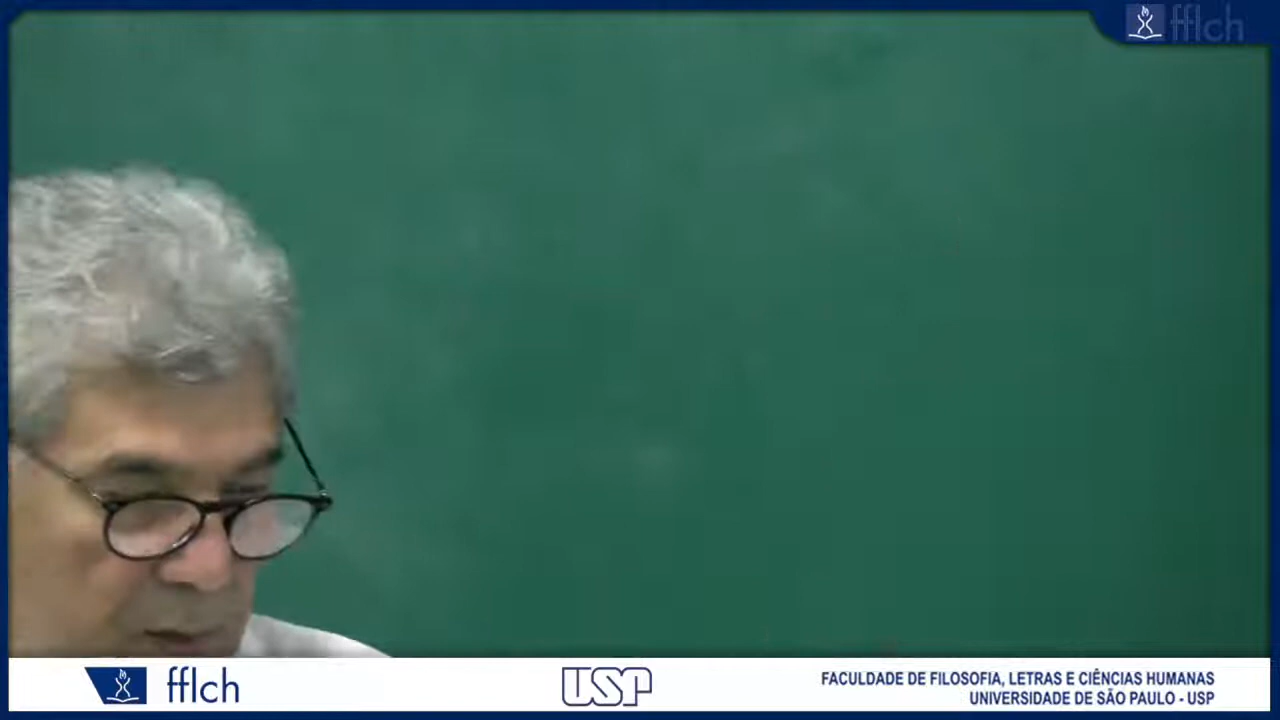 fflch
fflch
USP
FACULDADE DE FILOSOFIA, LETRAS E CIÊNCIAS HUMANAS
UNIVERSIDADE DE SÃO PAULO - USP